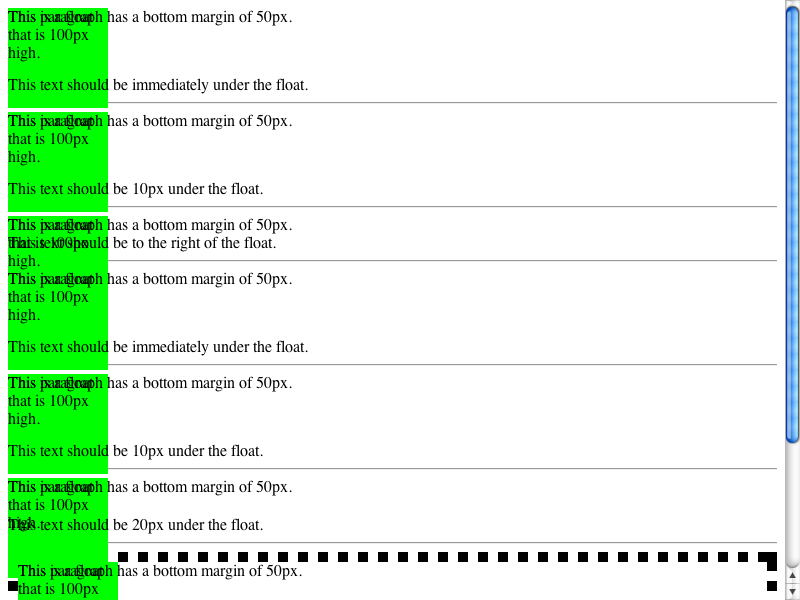 This paragraph has a bottom margin of 50px.
This is a float
that is 100px
high.
This text should be immediately under the float.
This paragraph has a bottom margin of 50px.
This is a float
that is 100px
high.
This text should be 10px under the float.
This paragraph has a bottom margin of 50px.
This is a float
that is 100px
This text should be to the right of the float.
high.
This paragraph has a bottom margin of 50px.
This is a float
that is 100px
high.
This text should be immediately under the float.
This paragraph has a bottom margin of 50px.
This is a float
that is 100px
high.
This text should be 10px under the float.
This paragraph has a bottom margin of 50px.
This is a float
that is 100px
high.
This text should be 20px under the float.
This paragraph has a bottom margin of 50px.
This is a float
that is 100px